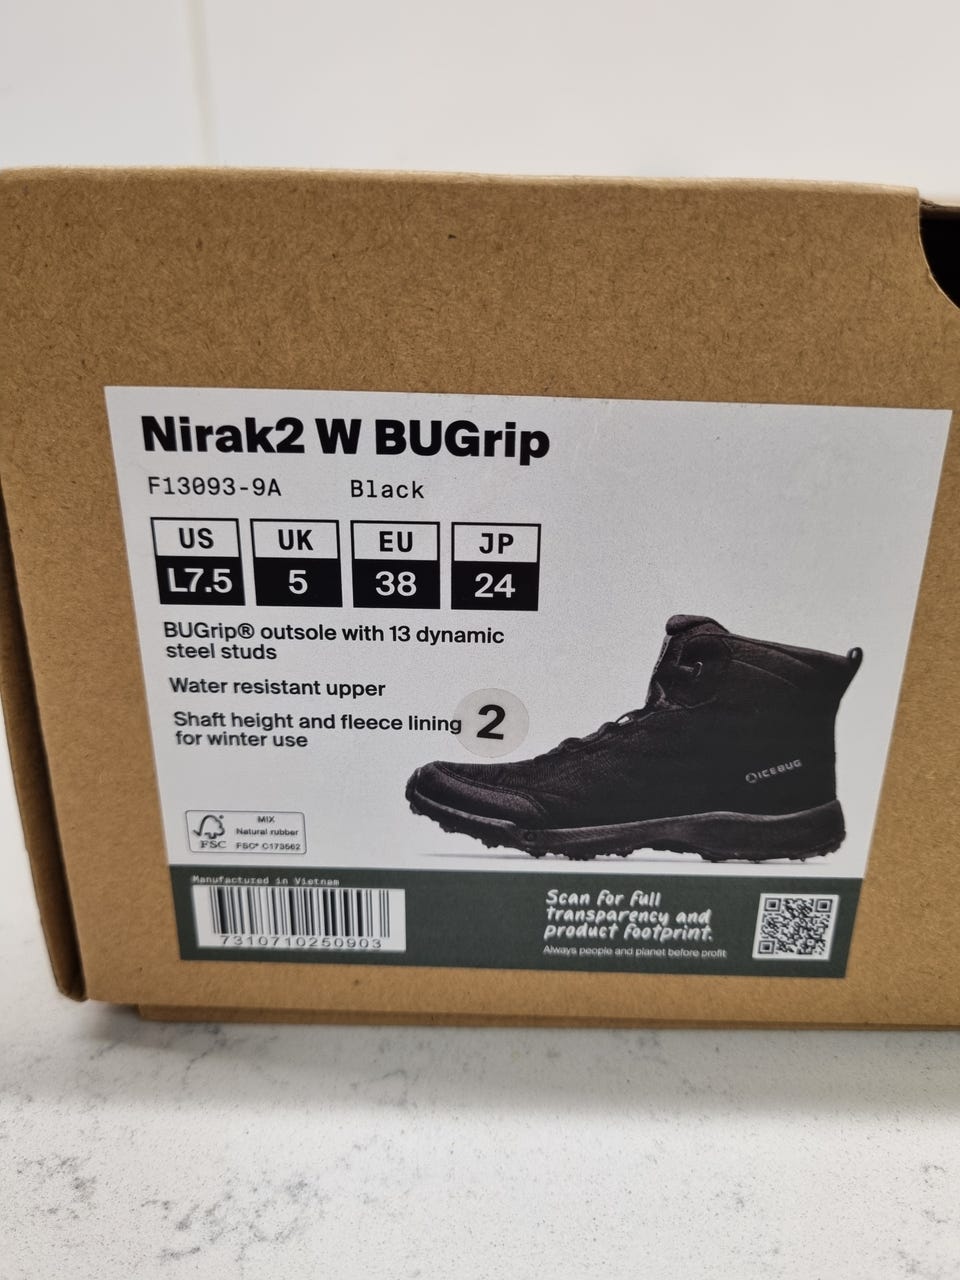 Nirak2 W BUGrip
F13093-9A Black
US UK EU JP
L7.5 5 38 24
BUGrip® outsole with 13 dynamic
steel studs
Water resistant upper
Shaft height and fleece lining
for winter use
2
ICEBUG
MIX
Natural rubber
FSC FSC® C173562
Manufactured in Vietnam
7310710250903
Scan for full
transparency and
product footprint.
Always people and planet before profit